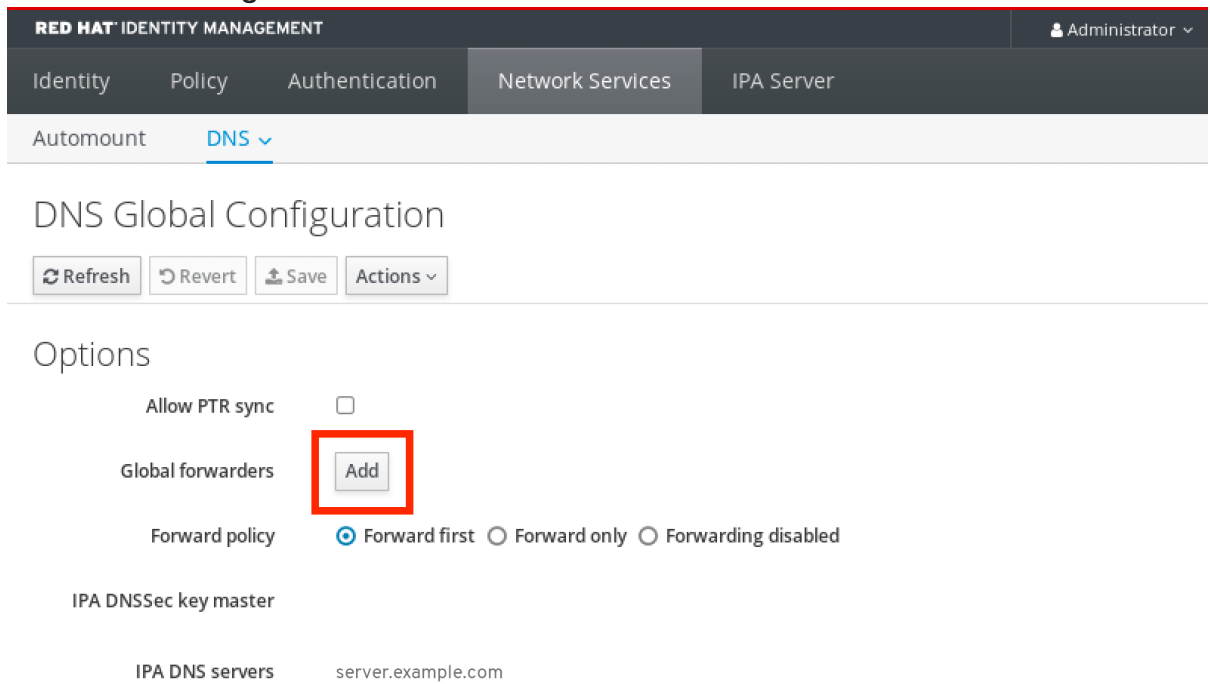 RED HAT® IDENTITY MANAGEMENT Administrator
Identity Policy Authentication Network Services IPA Server
Automount DNS
DNS Global Configuration
Refresh Revert Save Actions
Options
Allow PTR sync
Global forwarders Add
Forward policy Forward first Forward only Forwarding disabled
IPA DNSSec key master
IPA DNS servers server.example.com